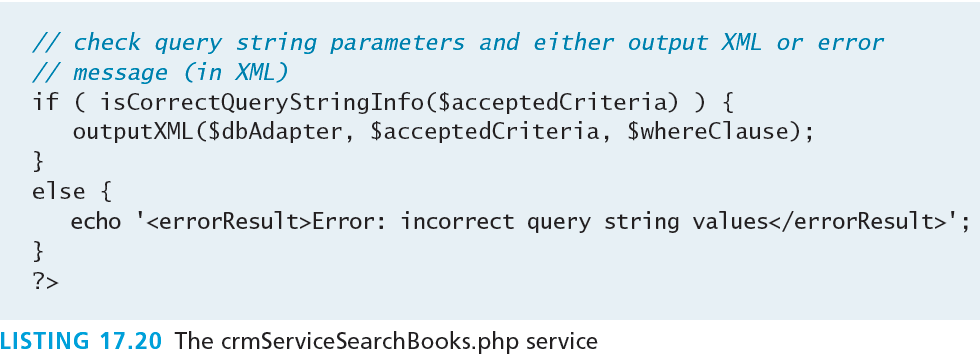 // check query string parameters and either output XML or error
// message (in XML)
if ( isCorrectQueryStringInfo($acceptedCriteria) ) {
outputXML($dbAdapter, $acceptedCriteria, $whereClause);
}
else {
echo '<errorResult>Error: incorrect query string values</errorResult>';
}
?>
LISTING 17.20 The crmServiceSearchBooks.php service